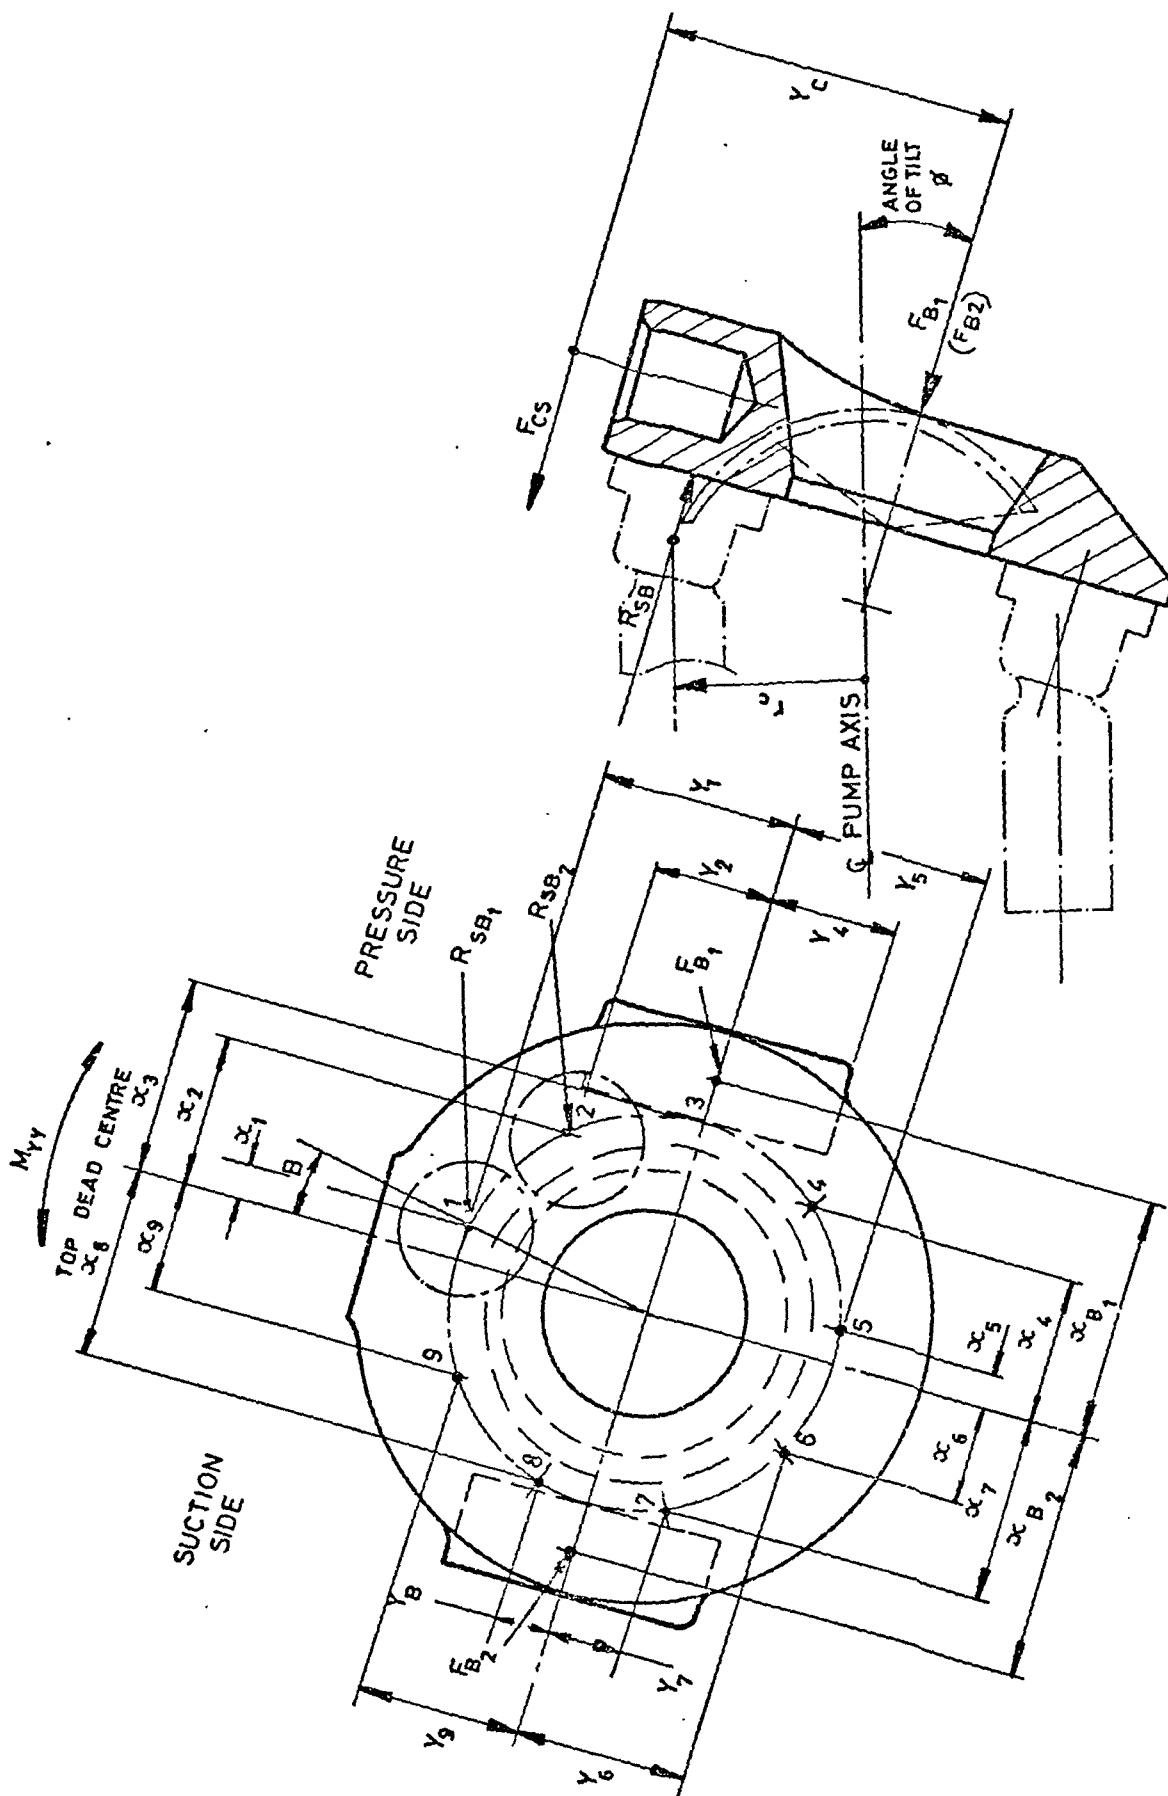 M_YY
TOP DEAD CENTRE
x_8
x_3
x_9
x_2
x_1
B
SUCTION
SIDE
PRESSURE
SIDE
R_SB1
R_SB2
1
2
3
4
5
6
7
8
9
F_B1
F_B2
Y_B
Y_9
Y_6
Y_7
Y_1
Y_2
Y_4
Y_5
x_5
x_4
x_B1
x_6
x_7
x_B2
F_CS
R_SB
Y_C
ANGLE
OF TILT
Ø
F_B1
(F_B2)
℄ PUMP AXIS